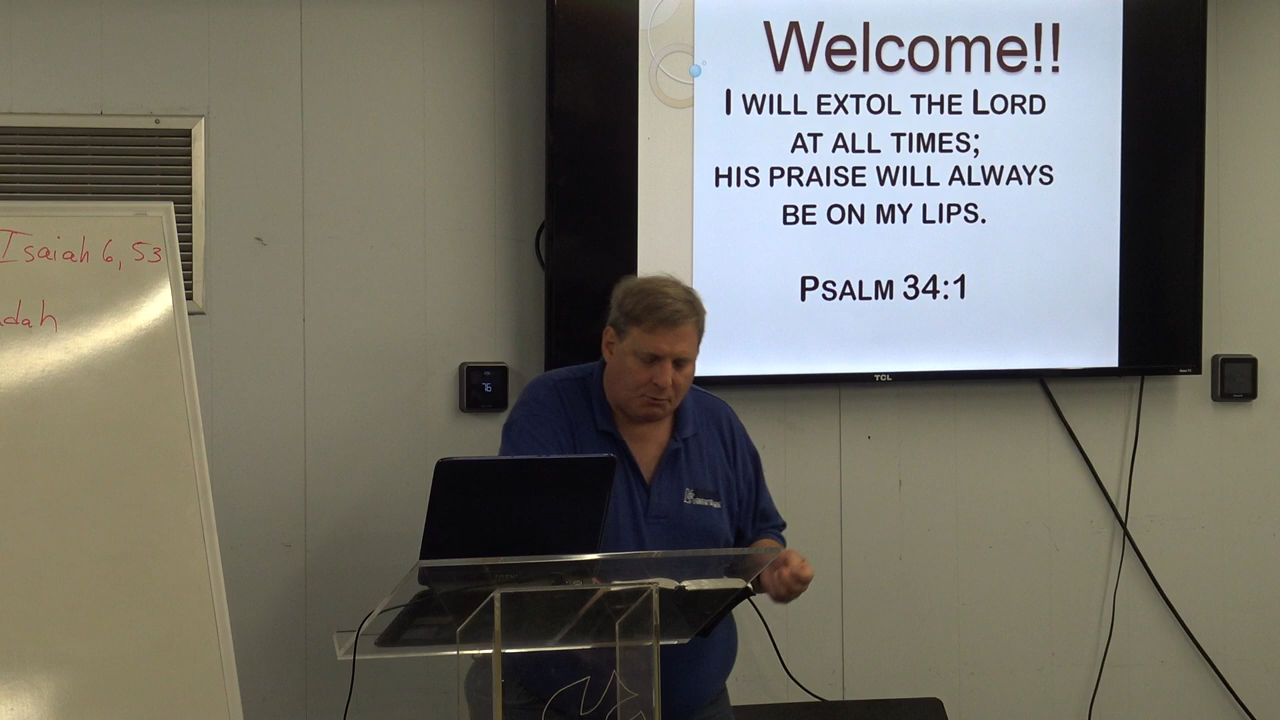 Isaiah 6, 53
Welcome!!
I WILL EXTOL THE LORD
AT ALL TIMES;
HIS PRAISE WILL ALWAYS
BE ON MY LIPS.
PSALM 34:1
76
TCL